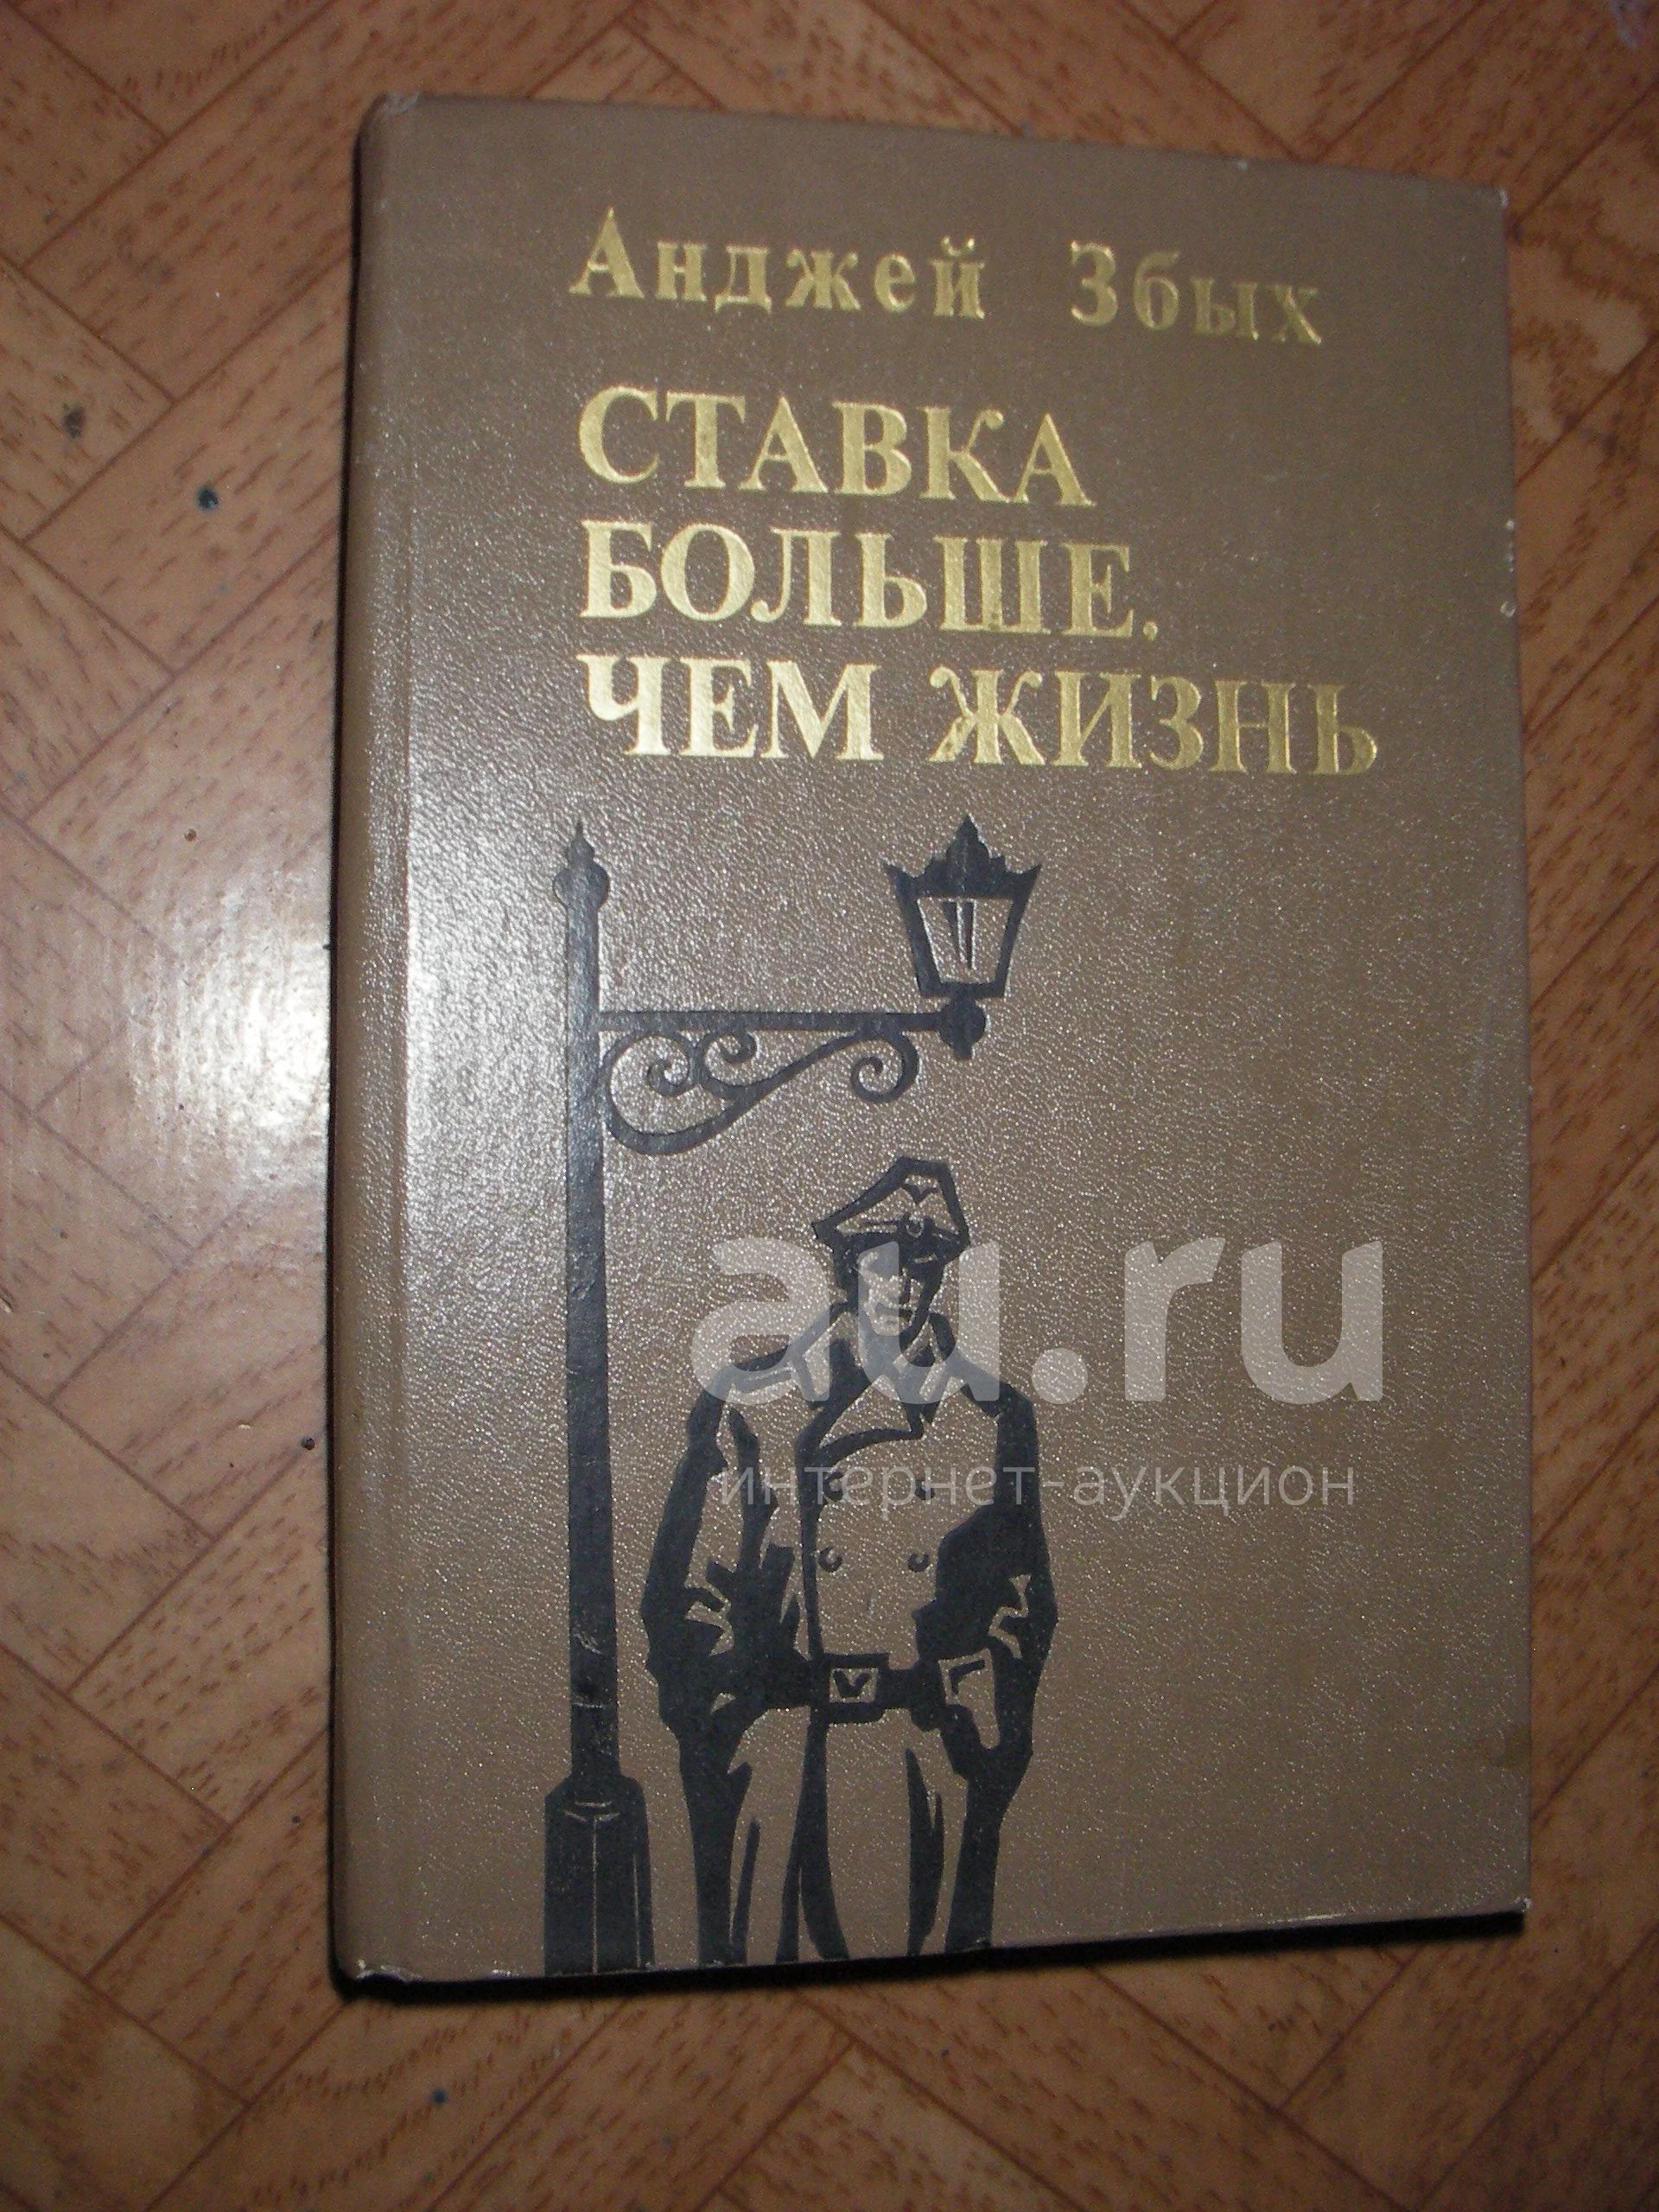 Анджей Збых
СТАВКА
БОЛЬШЕ,
ЧЕМ ЖИЗНЬ
au.ru
интернет-аукцион